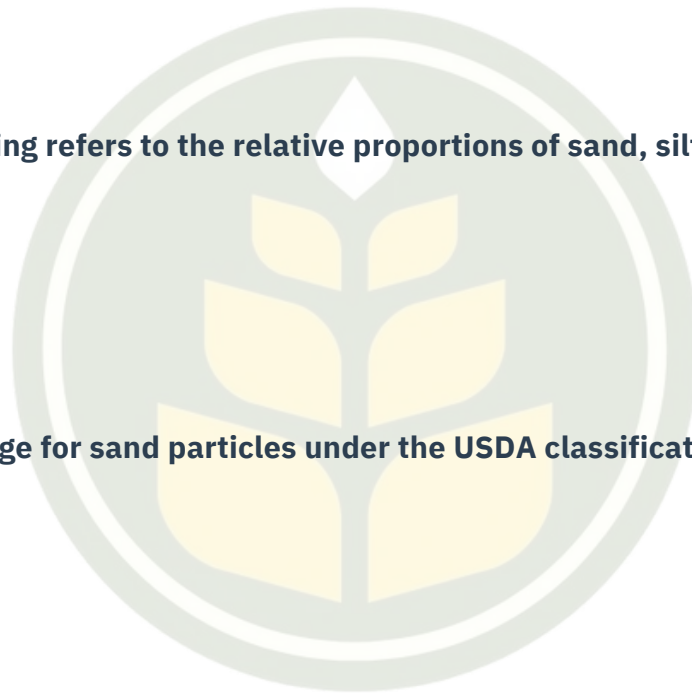 ing refers to the relative proportions of sand, sil
ge for sand particles under the USDA classificat